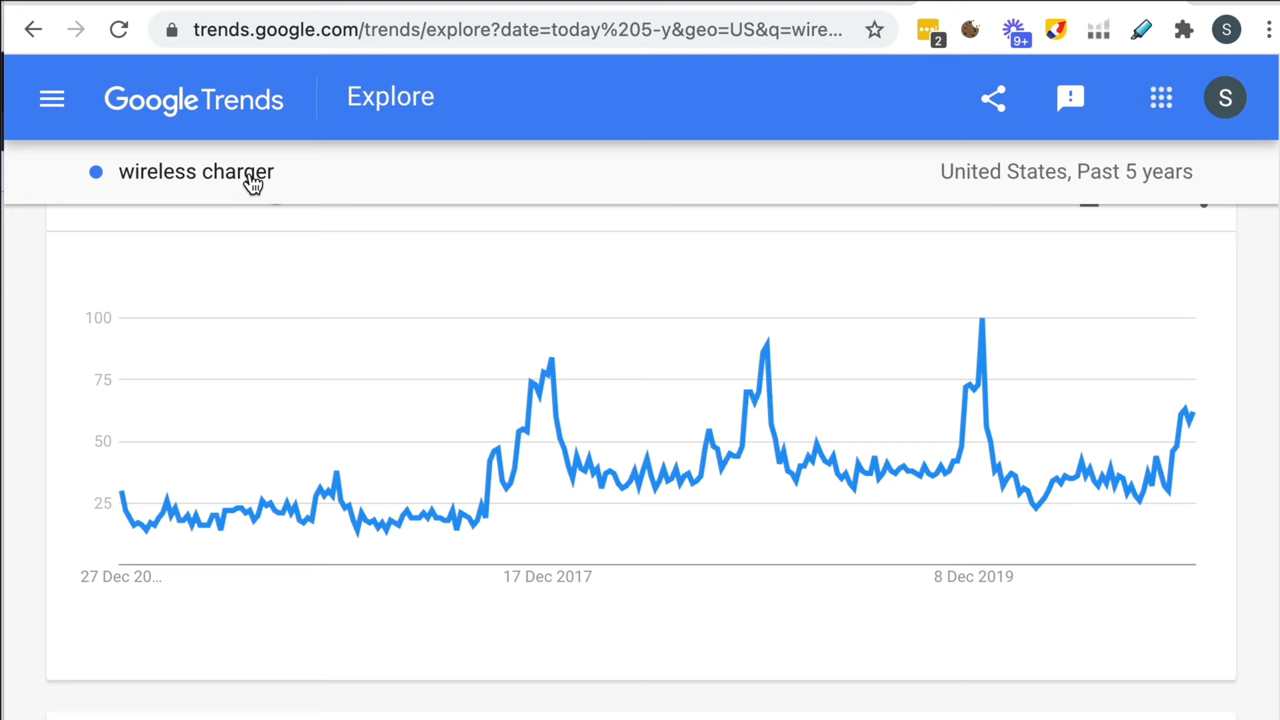 trends.google.com/trends/explore?date=today%205-y&geo=US&q=wire...
2
9+
S
Google Trends
Explore
S
wireless charger
United States, Past 5 years
100
75
50
25
27 Dec 20...
17 Dec 2017
8 Dec 2019